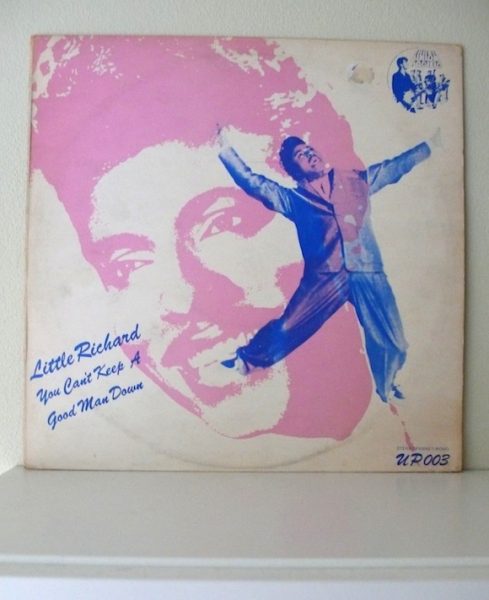 Little Richard
You Can't Keep A
Good Man Down
UP.003